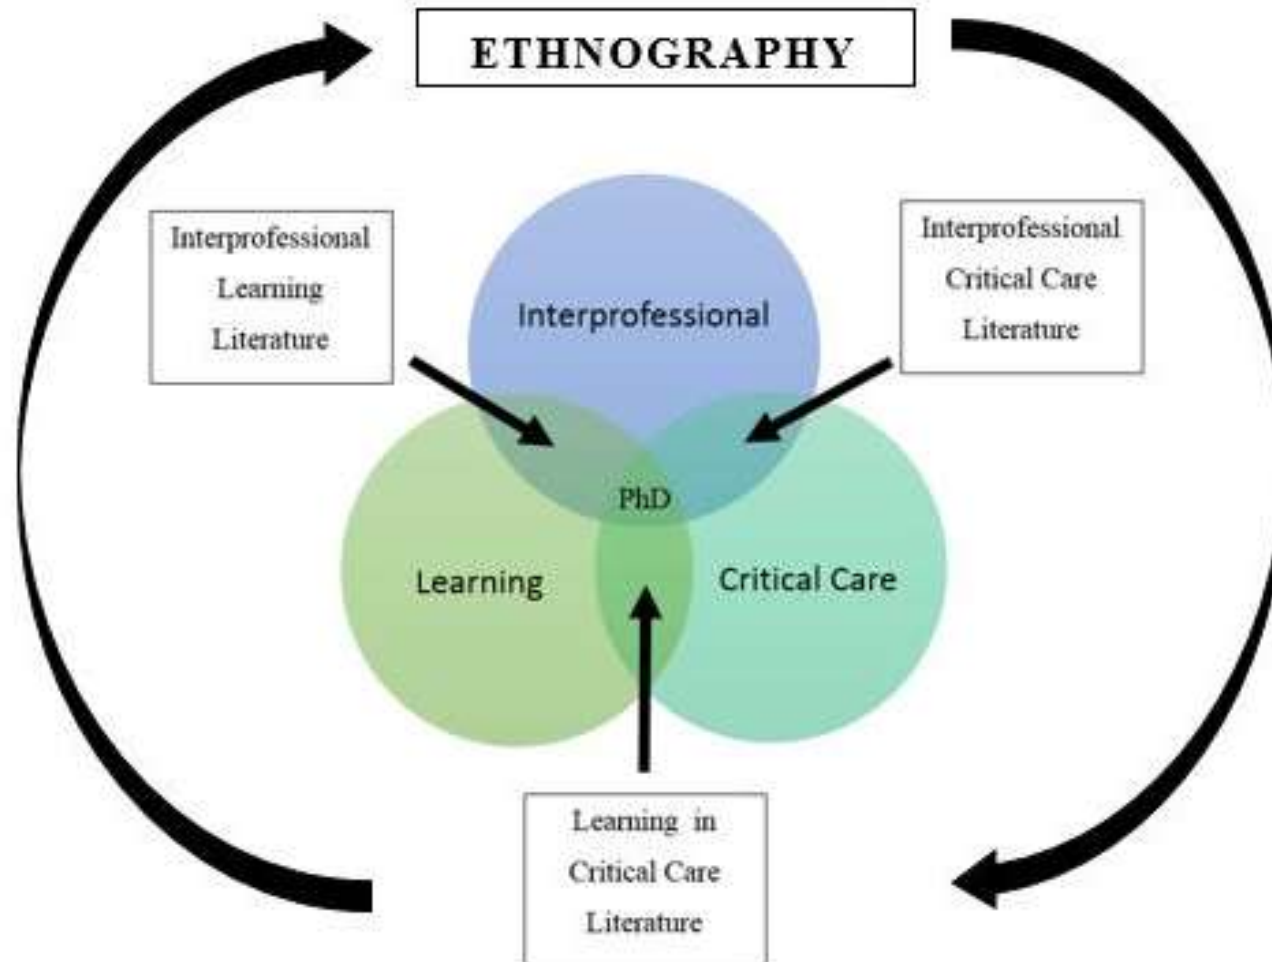 ETHNOGRAPHY
Interprofessional
Learning
Literature
Interprofessional
Critical Care
Literature
Interprofessional
PhD
Learning
Critical Care
Learning in
Critical Care
Literature